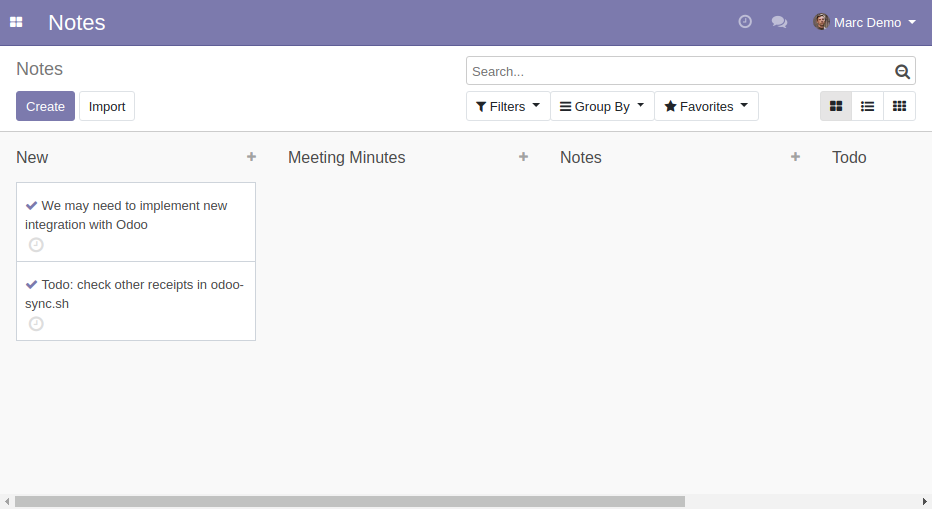 Notes
Marc Demo
Notes
Search...
Create
Import
Filters
Group By
Favorites
New
Meeting Minutes
Notes
Todo
We may need to implement new
integration with Odoo
Todo: check other receipts in odoo-
sync.sh